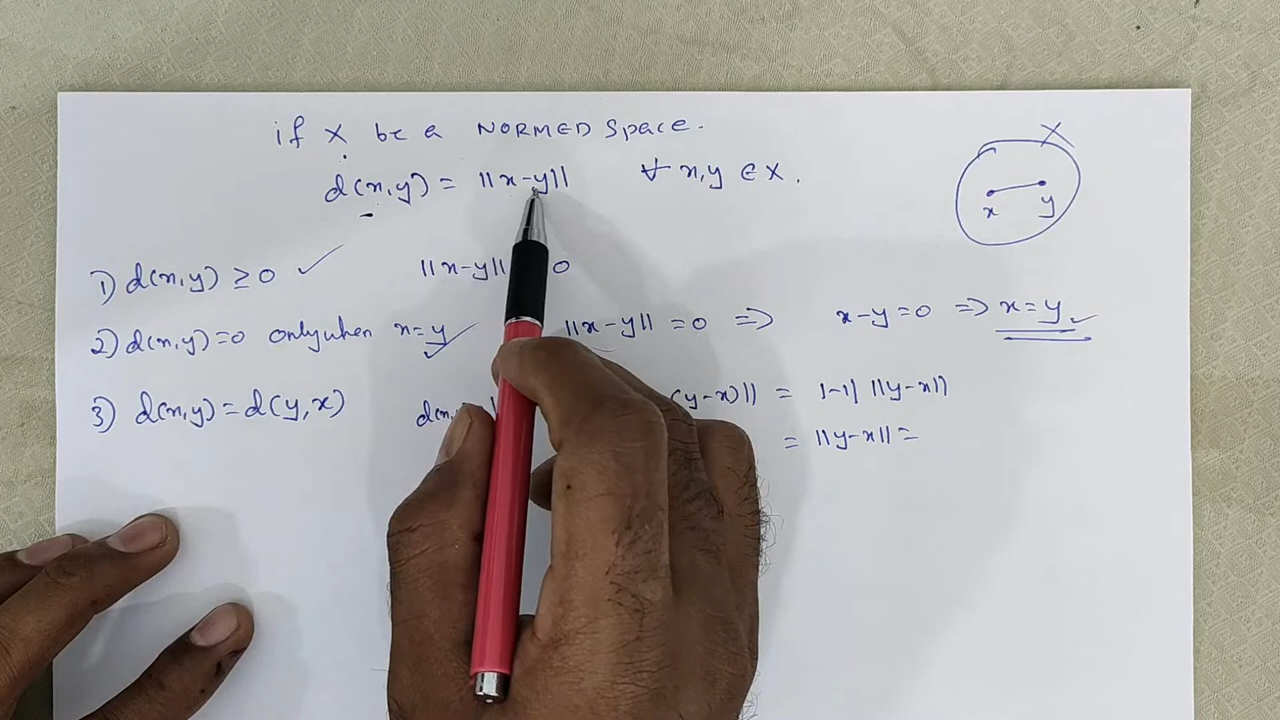 if X be a NORMED Space.
d(x,y) = ||x-y|| ∀ x,y ∈ X.
X
x y
1) d(x,y) ≥ 0 ✓ ||x-y|| 0
2) d(x,y)=0 only when x=y ✓ ||x-y|| = 0 => x-y=0 => x=y ✓
3) d(x,y) = d(y,x) d(x, (y-x)|| = |-1| ||y-x||
= ||y-x|| =